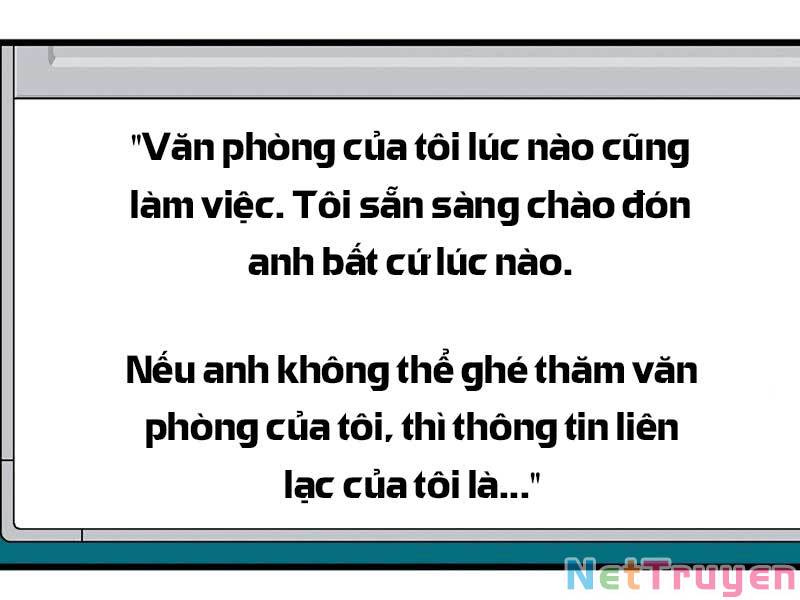 "Văn phòng của tôi lúc nào cũng
làm việc. Tôi sẵn sàng chào đón
anh bất cứ lúc nào.
Nếu anh không thể ghé thăm văn
phòng của tôi, thì thông tin liên
lạc của tôi là..."
NetTruyen